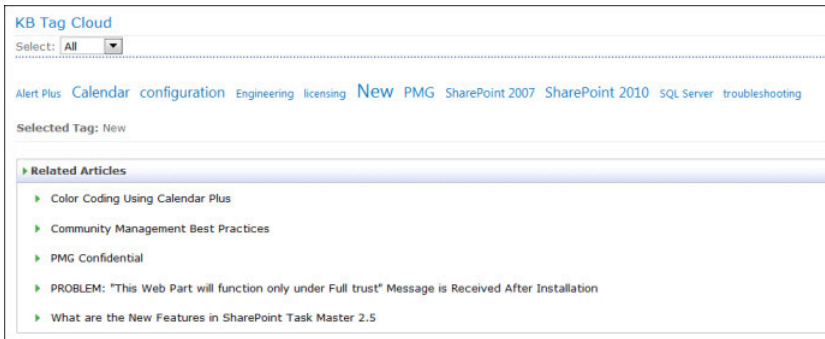 KB Tag Cloud
Select: All
Alert Plus Calendar configuration Engineering licensing New PMG SharePoint 2007 SharePoint 2010 SQL Server troubleshooting
Selected Tag: New
Related Articles
Color Coding Using Calendar Plus
Community Management Best Practices
PMG Confidential
PROBLEM: "This Web Part will function only under Full trust" Message is Received After Installation
What are the New Features in SharePoint Task Master 2.5